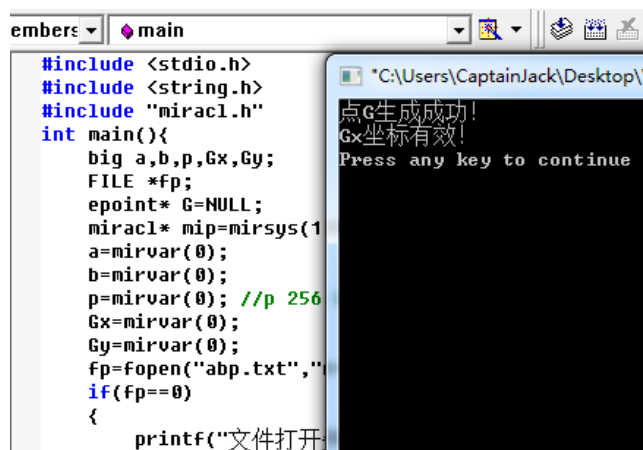 embers main
#include <stdio.h>
#include <string.h>
#include "miracl.h"
int main(){
big a,b,p,Gx,Gy;
FILE *fp;
epoint* G=NULL;
miracl* mip=mirsys(1
a=mirvar(0);
b=mirvar(0);
p=mirvar(0); //p 256
Gx=mirvar(0);
Gy=mirvar(0);
fp=fopen("abp.txt","
if(fp==0)
{
printf("文件打开
"C:\Users\CaptainJack\Desktop\
点G生成成功!
Gx坐标有效!
Press any key to continue